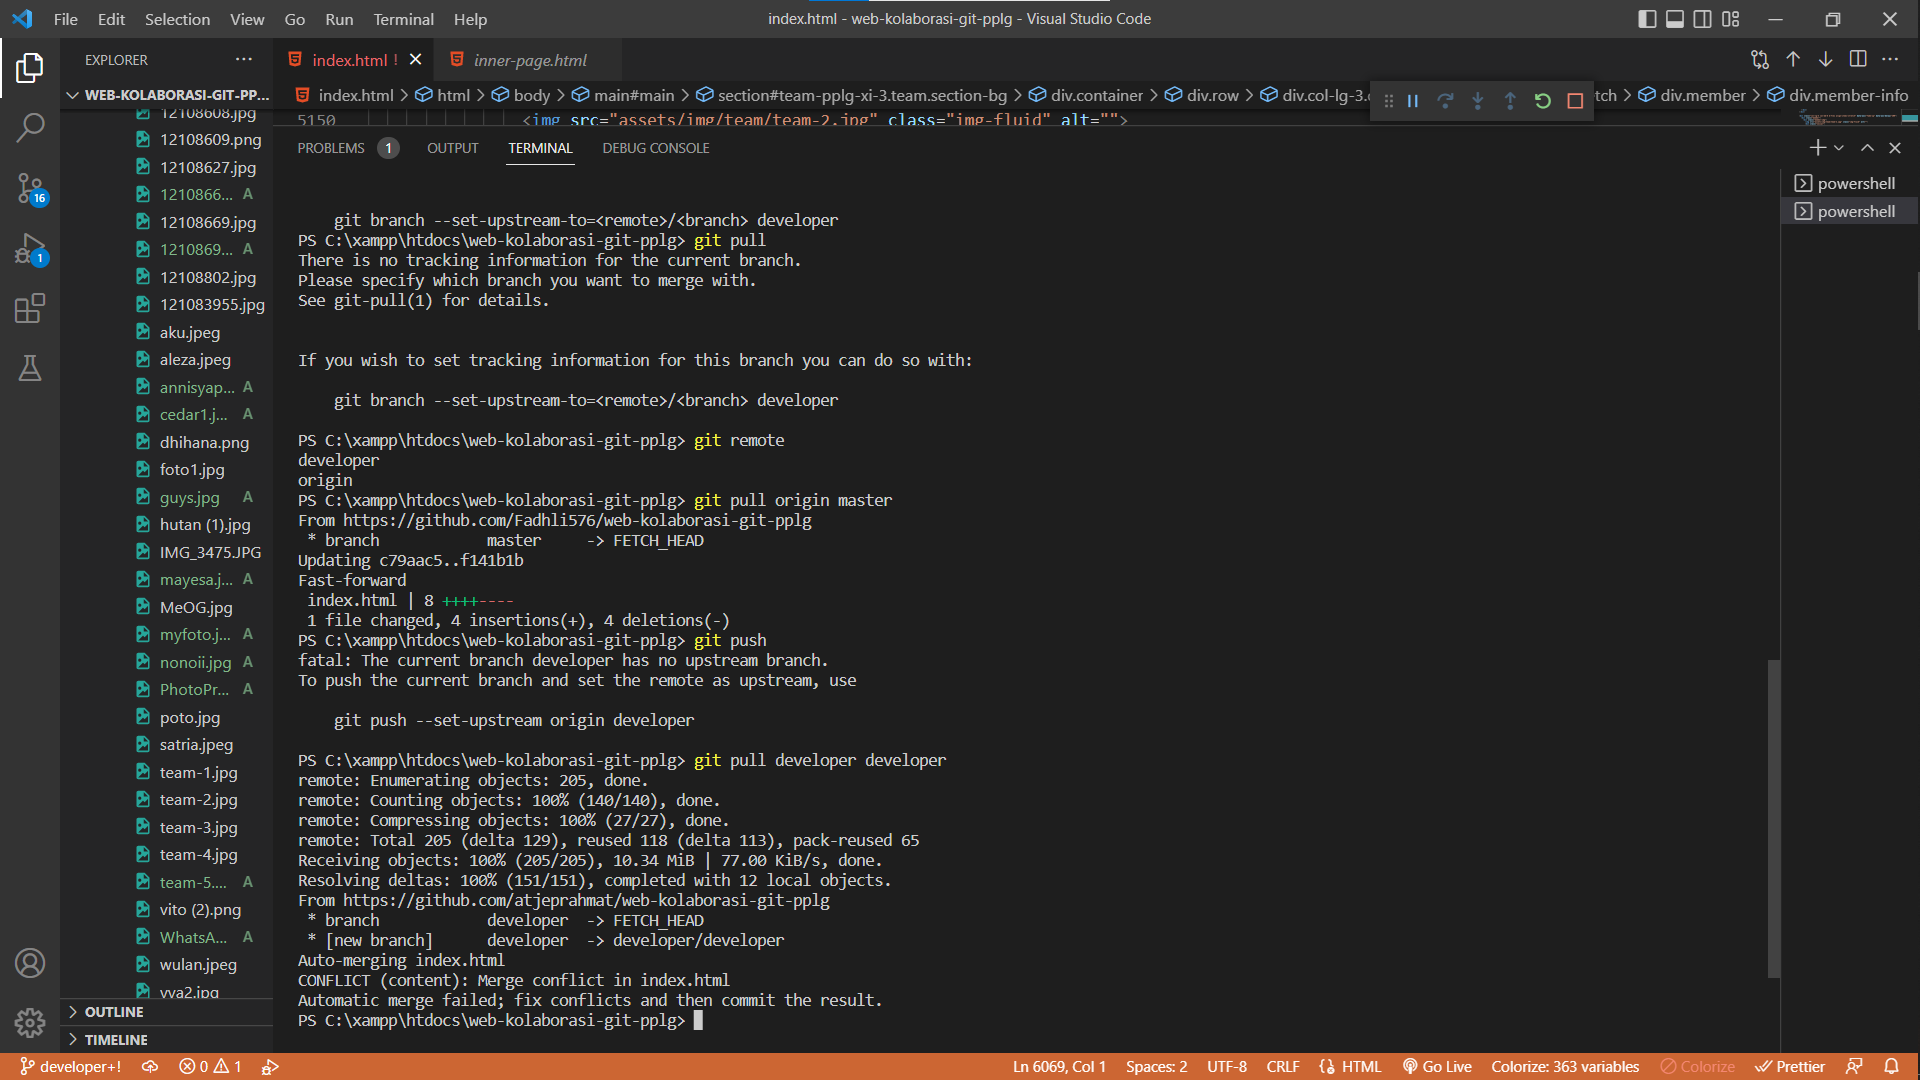 File Edit Selection View Go Run Terminal Help
index.html - web-kolaborasi-git-pplg - Visual Studio Code
EXPLORER
index.html !
inner-page.html
WEB-KOLABORASI-GIT-PP...
index.html > html > body > main#main > section#team-pplg-xi-3.team.section-bg > div.container > div.row > div.col-lg-3.
tch > div.member > div.member-info
12108608.jpg
12108609.png
12108627.jpg
1210866... A
12108669.jpg
1210869... A
12108802.jpg
121083955.jpg
aku.jpeg
aleza.jpeg
annisyap... A
cedar1.j... A
dhihana.png
foto1.jpg
guys.jpg A
hutan (1).jpg
IMG_3475.JPG
mayesa.j... A
MeOG.jpg
myfoto.j... A
nonoii.jpg A
PhotoPr... A
poto.jpg
satria.jpeg
team-1.jpg
team-2.jpg
team-3.jpg
team-4.jpg
team-5.... A
vito (2).png
WhatsA... A
wulan.jpeg
yya2.jpg
OUTLINE
TIMELINE
16
1
5150 <img src="assets/img/team/team-2.jpg" class="img-fluid" alt="">
PROBLEMS 1 OUTPUT TERMINAL DEBUG CONSOLE
powershell
powershell
git branch --set-upstream-to=<remote>/<branch> developer
PS C:\xampp\htdocs\web-kolaborasi-git-pplg> git pull
There is no tracking information for the current branch.
Please specify which branch you want to merge with.
See git-pull(1) for details.
If you wish to set tracking information for this branch you can do so with:
git branch --set-upstream-to=<remote>/<branch> developer
PS C:\xampp\htdocs\web-kolaborasi-git-pplg> git remote
developer
origin
PS C:\xampp\htdocs\web-kolaborasi-git-pplg> git pull origin master
From https://github.com/Fadhli576/web-kolaborasi-git-pplg
* branch master -> FETCH_HEAD
Updating c79aac5..f141b1b
Fast-forward
index.html | 8 ++++----
1 file changed, 4 insertions(+), 4 deletions(-)
PS C:\xampp\htdocs\web-kolaborasi-git-pplg> git push
fatal: The current branch developer has no upstream branch.
To push the current branch and set the remote as upstream, use
git push --set-upstream origin developer
PS C:\xampp\htdocs\web-kolaborasi-git-pplg> git pull developer developer
remote: Enumerating objects: 205, done.
remote: Counting objects: 100% (140/140), done.
remote: Compressing objects: 100% (27/27), done.
remote: Total 205 (delta 129), reused 118 (delta 113), pack-reused 65
Receiving objects: 100% (205/205), 10.34 MiB | 77.00 KiB/s, done.
Resolving deltas: 100% (151/151), completed with 12 local objects.
From https://github.com/atjeprahmat/web-kolaborasi-git-pplg
* branch developer -> FETCH_HEAD
* [new branch] developer -> developer/developer
Auto-merging index.html
CONFLICT (content): Merge conflict in index.html
Automatic merge failed; fix conflicts and then commit the result.
PS C:\xampp\htdocs\web-kolaborasi-git-pplg>
developer+! 0 1 Ln 6069, Col 1 Spaces: 2 UTF-8 CRLF HTML Go Live Colorize: 363 variables Colorize Prettier